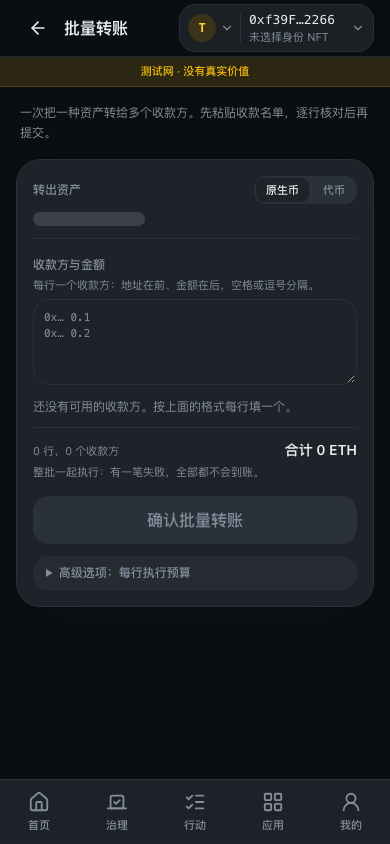 批量转账
T
0xf39F…2266
未选择身份 NFT
测试网 · 没有真实价值
一次把一种资产转给多个收款方。先粘贴收款名单，逐行核对后再
提交。
转出资产
原生币
代币
收款方与金额
每行一个收款方：地址在前、金额在后，空格或逗号分隔。
0x… 0.1
0x… 0.2
还没有可用的收款方。按上面的格式每行填一个。
0 行，0 个收款方
合计 0 ETH
整批一起执行：有一笔失败，全部都不会到账。
确认批量转账
高级选项：每行执行预算
首页
治理
行动
应用
我的